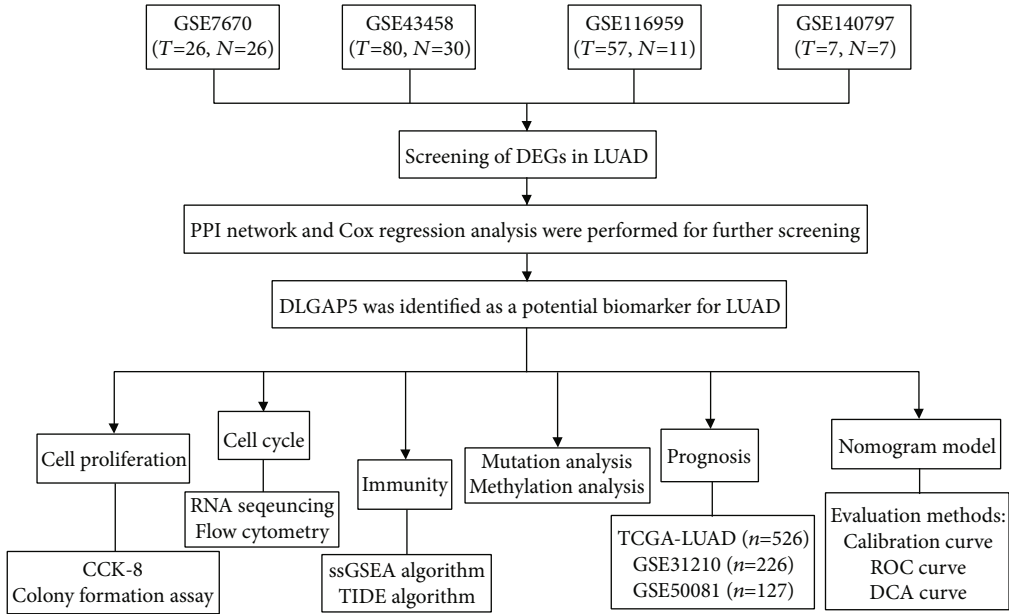 GSE7670
(T=26, N=26)
GSE43458
(T=80, N=30)
GSE116959
(T=57, N=11)
GSE140797
(T=7, N=7)
Screening of DEGs in LUAD
PPI network and Cox regression analysis were performed for further screening
DLGAP5 was identified as a potential biomarker for LUAD
Cell proliferation
CCK-8
Colony formation assay
Cell cycle
RNA seqeuncing
Flow cytometry
Immunity
ssGSEA algorithm
TIDE algorithm
Mutation analysis
Methylation analysis
Prognosis
TCGA-LUAD (n=526)
GSE31210 (n=226)
GSE50081 (n=127)
Nomogram model
Evaluation methods:
Calibration curve
ROC curve
DCA curve